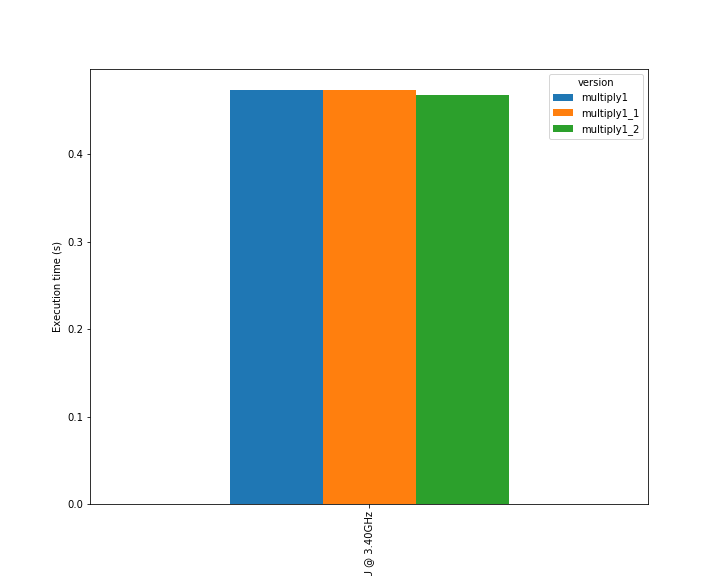 version
multiply1
multiply1_1
multiply1_2
Execution time (s)
0.4
0.3
0.2
0.1
0.0
@ 3.40GHz